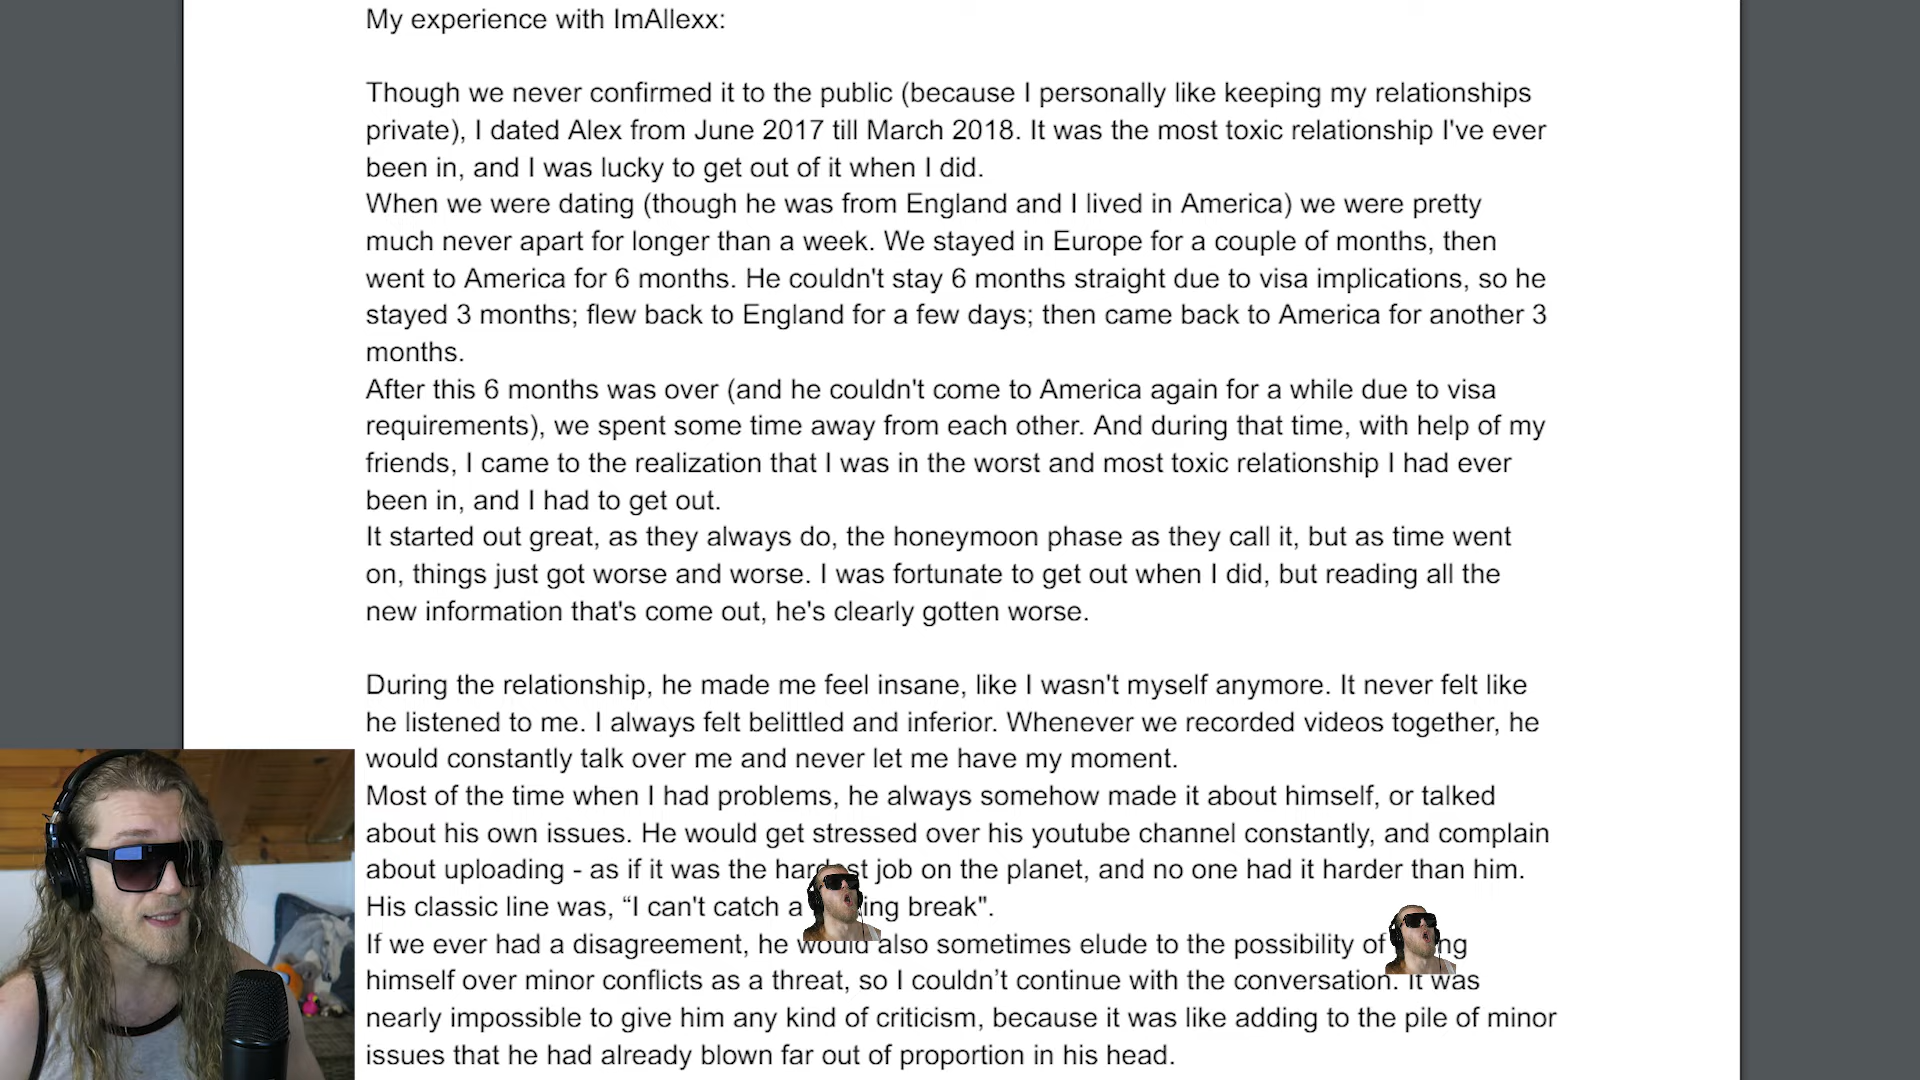 My experience with ImAllexx:
Though we never confirmed it to the public (because I personally like keeping my relationships
private), I dated Alex from June 2017 till March 2018. It was the most toxic relationship I've ever
been in, and I was lucky to get out of it when I did.
When we were dating (though he was from England and I lived in America) we were pretty
much never apart for longer than a week. We stayed in Europe for a couple of months, then
went to America for 6 months. He couldn't stay 6 months straight due to visa implications, so he
stayed 3 months; flew back to England for a few days; then came back to America for another 3
months.
After this 6 months was over (and he couldn't come to America again for a while due to visa
requirements), we spent some time away from each other. And during that time, with help of my
friends, I came to the realization that I was in the worst and most toxic relationship I had ever
been in, and I had to get out.
It started out great, as they always do, the honeymoon phase as they call it, but as time went
on, things just got worse and worse. I was fortunate to get out when I did, but reading all the
new information that's come out, he's clearly gotten worse.
During the relationship, he made me feel insane, like I wasn't myself anymore. It never felt like
he listened to me. I always felt belittled and inferior. Whenever we recorded videos together, he
would constantly talk over me and never let me have my moment.
Most of the time when I had problems, he always somehow made it about himself, or talked
about his own issues. He would get stressed over his youtube channel constantly, and complain
about uploading - as if it was the hardest job on the planet, and no one had it harder than him.
His classic line was, “I can't catch a ing break".
If we ever had a disagreement, he would also sometimes elude to the possibility of ng
himself over minor conflicts as a threat, so I couldn’t continue with the conversation. It was
nearly impossible to give him any kind of criticism, because it was like adding to the pile of minor
issues that he had already blown far out of proportion in his head.